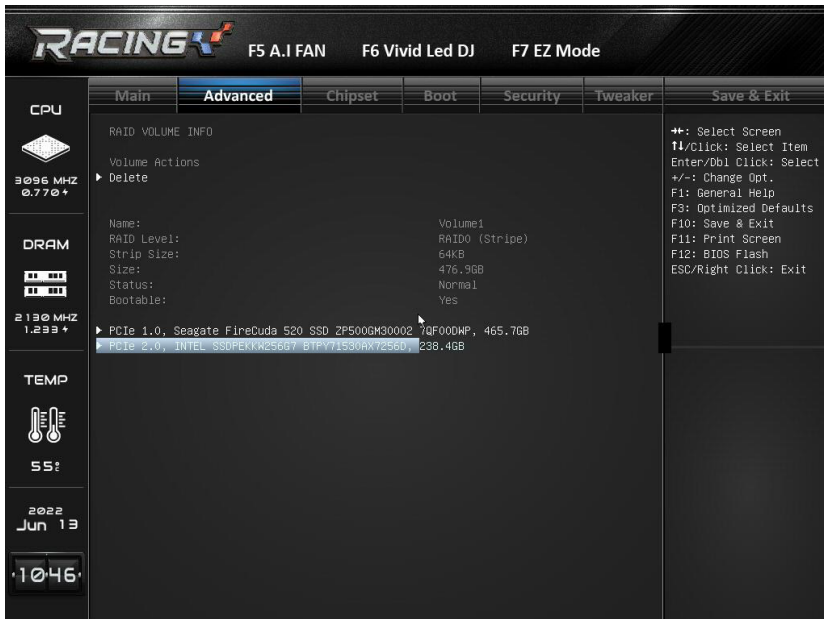 RACING
F5 A.I FAN F6 Vivid Led DJ F7 EZ Mode
Main Advanced Chipset Boot Security Tweaker Save & Exit
CPU
3096 MHZ
0.770
DRAM
2130 MHZ
1.233
TEMP
55°C
2022
Jun 13
10:46
RAID VOLUME INFO
Volume Actions
Delete
Name: Volume1
RAID Level: RAID0 (Stripe)
Strip Size: 64KB
Size: 476.9GB
Status: Normal
Bootable: Yes
PCIe 1.0, Seagate FireCuda 520 SSD ZP500GM30002 7QF00DWP, 465.7GB
PCIe 2.0, INTEL SSDPEKKW256G7 BTPY71530AX7256D, 238.4GB
→←: Select Screen
↑↓/Click: Select Item
Enter/Dbl Click: Select
+/-: Change Opt.
F1: General Help
F3: Optimized Defaults
F10: Save & Exit
F11: Print Screen
F12: BIOS Flash
ESC/Right Click: Exit